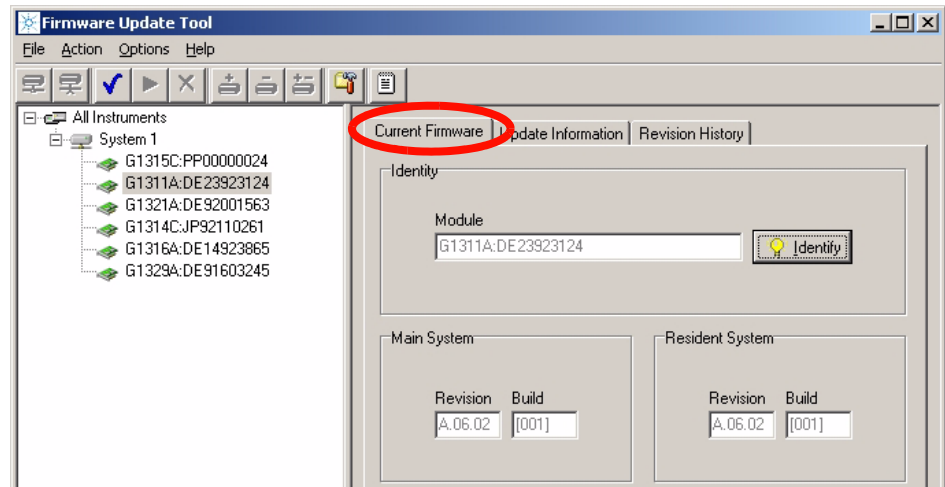 Firmware Update Tool
File Action Options Help
All Instruments
System 1
G1315C:PP00000024
G1311A:DE23923124
G1321A:DE92001563
G1314C:JP92110261
G1316A:DE14923865
G1329A:DE91603245
Current Firmware Update Information Revision History
Identity
Module
G1311A:DE23923124 Identify
Main System Resident System
Revision Build Revision Build
A.06.02 [001] A.06.02 [001]